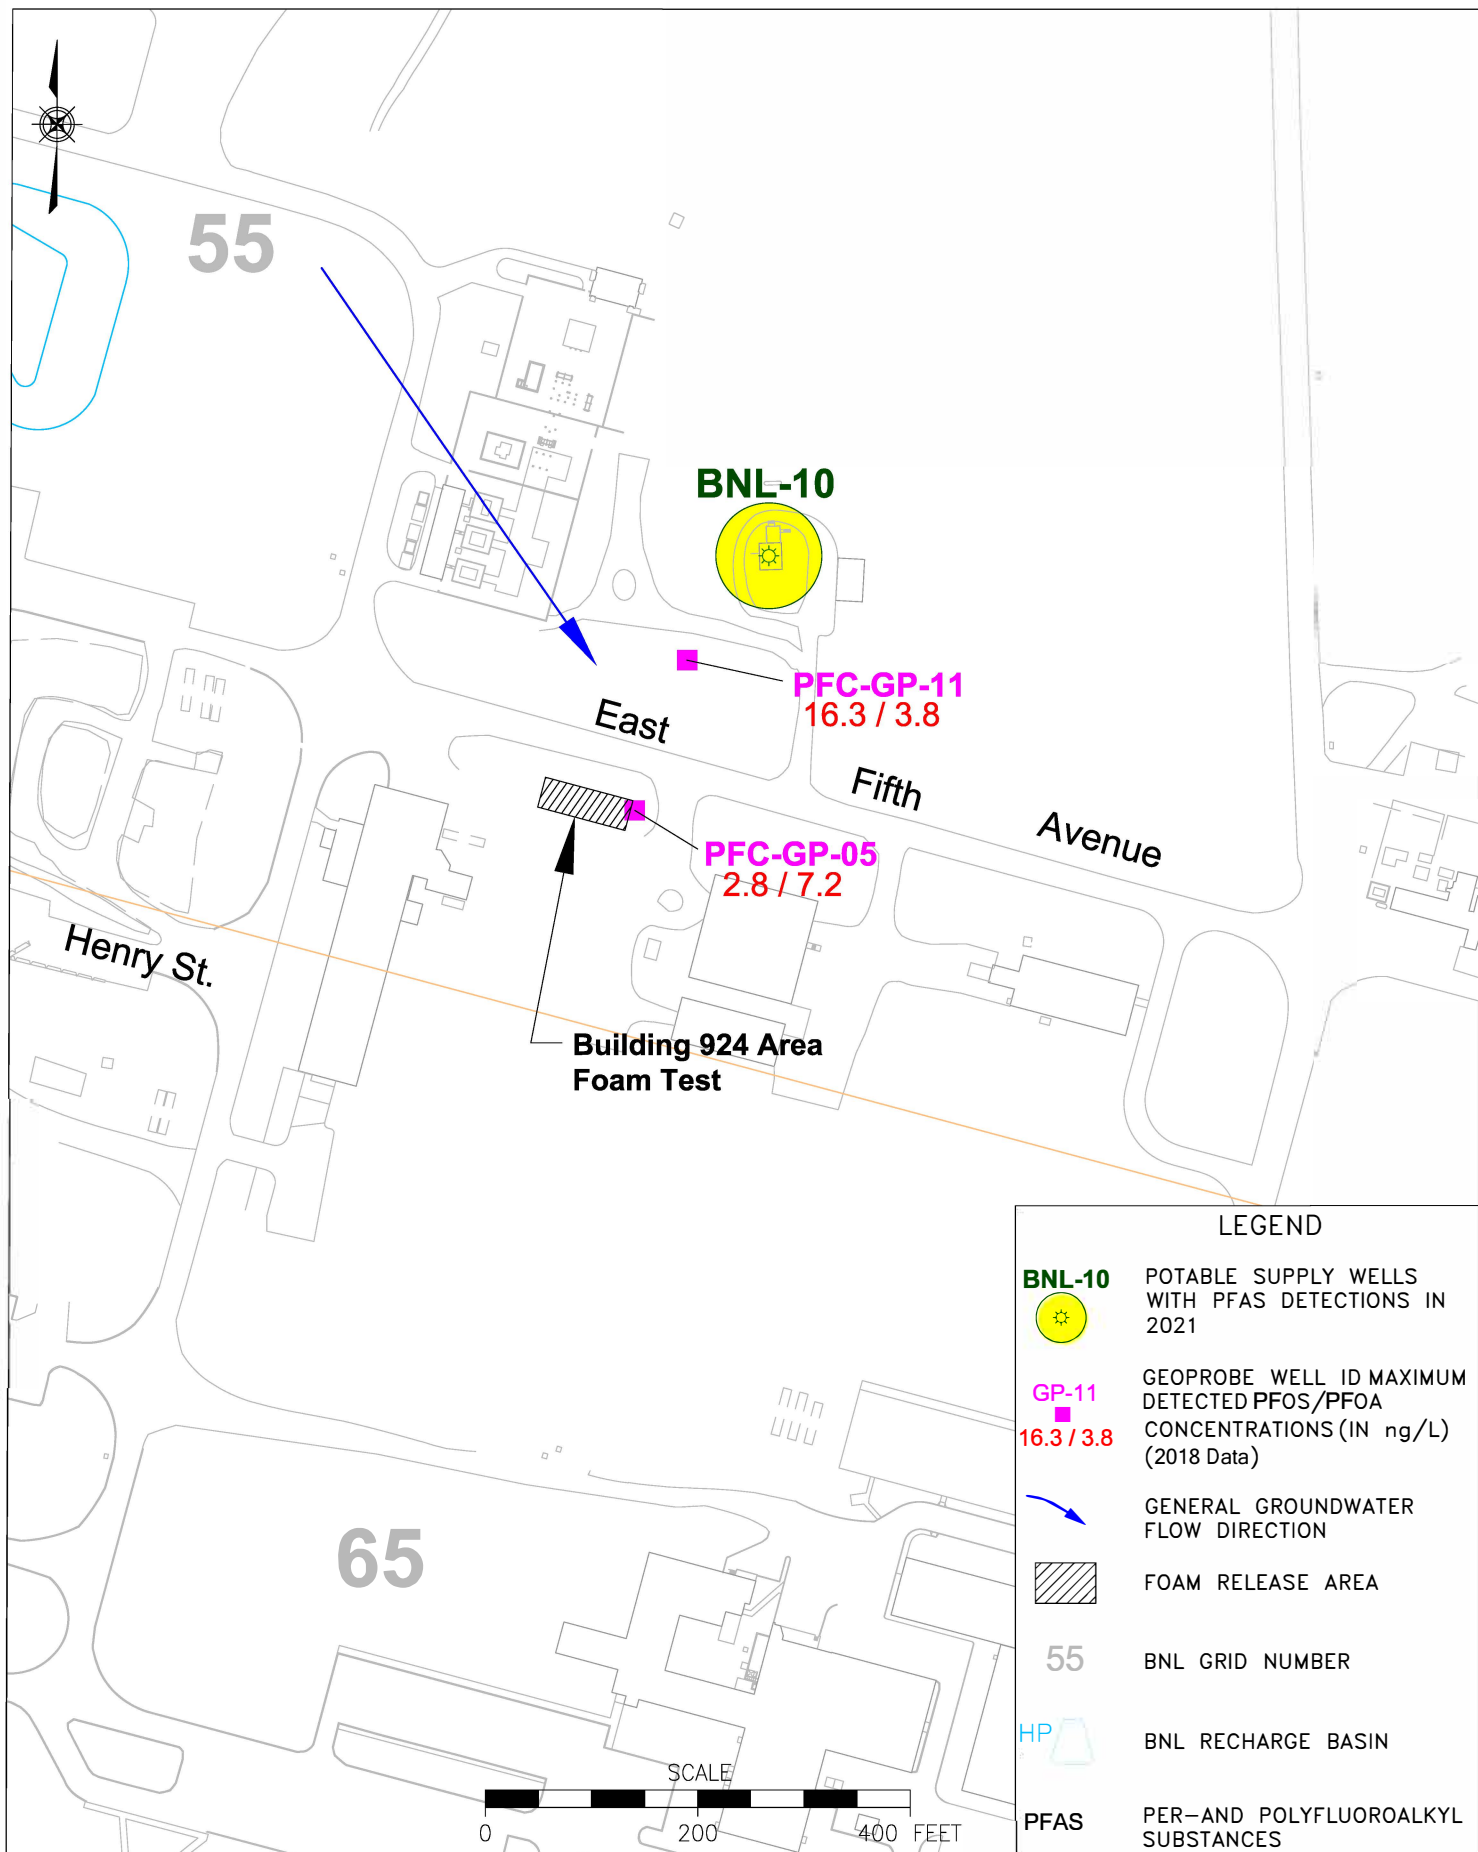 55
BNL-10
PFC-GP-11
16.3 / 3.8
East
Fifth
Avenue
PFC-GP-05
2.8 / 7.2
Henry St.
Building 924 Area
Foam Test
65
LEGEND
BNL-10
POTABLE SUPPLY WELLS
WITH PFAS DETECTIONS IN
2021
GP-11
16.3 / 3.8
GEOPROBE WELL ID MAXIMUM
DETECTED PFOS/PFOA
CONCENTRATIONS (IN ng/L)
(2018 Data)
GENERAL GROUNDWATER
FLOW DIRECTION
FOAM RELEASE AREA
55
BNL GRID NUMBER
HP
BNL RECHARGE BASIN
PFAS
PER-AND POLYFLUOROALKYL
SUBSTANCES
SCALE
0 200 400 FEET